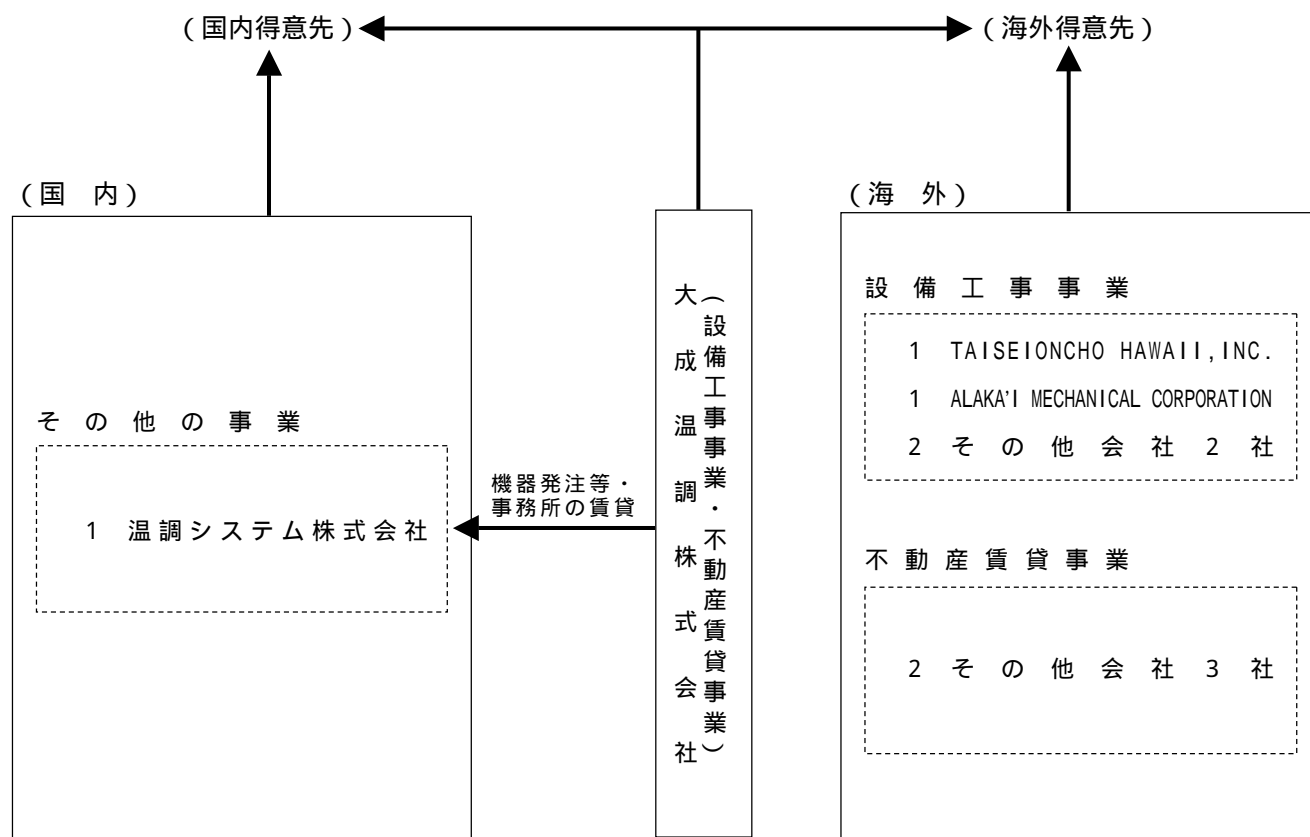 (国内得意先)
(海外得意先)
(国 内)
その他の事業
1 温調システム株式会社
機器発注等・
事務所の賃貸
大成温調株式会社
(設備工事事業・不動産賃貸事業)
(海 外)
設備工事事業
1 TAISEIONCHO HAWAII,INC.
1 ALAKA'I MECHANICAL CORPORATION
2 その他会社2社
不動産賃貸事業
2 その他会社3社